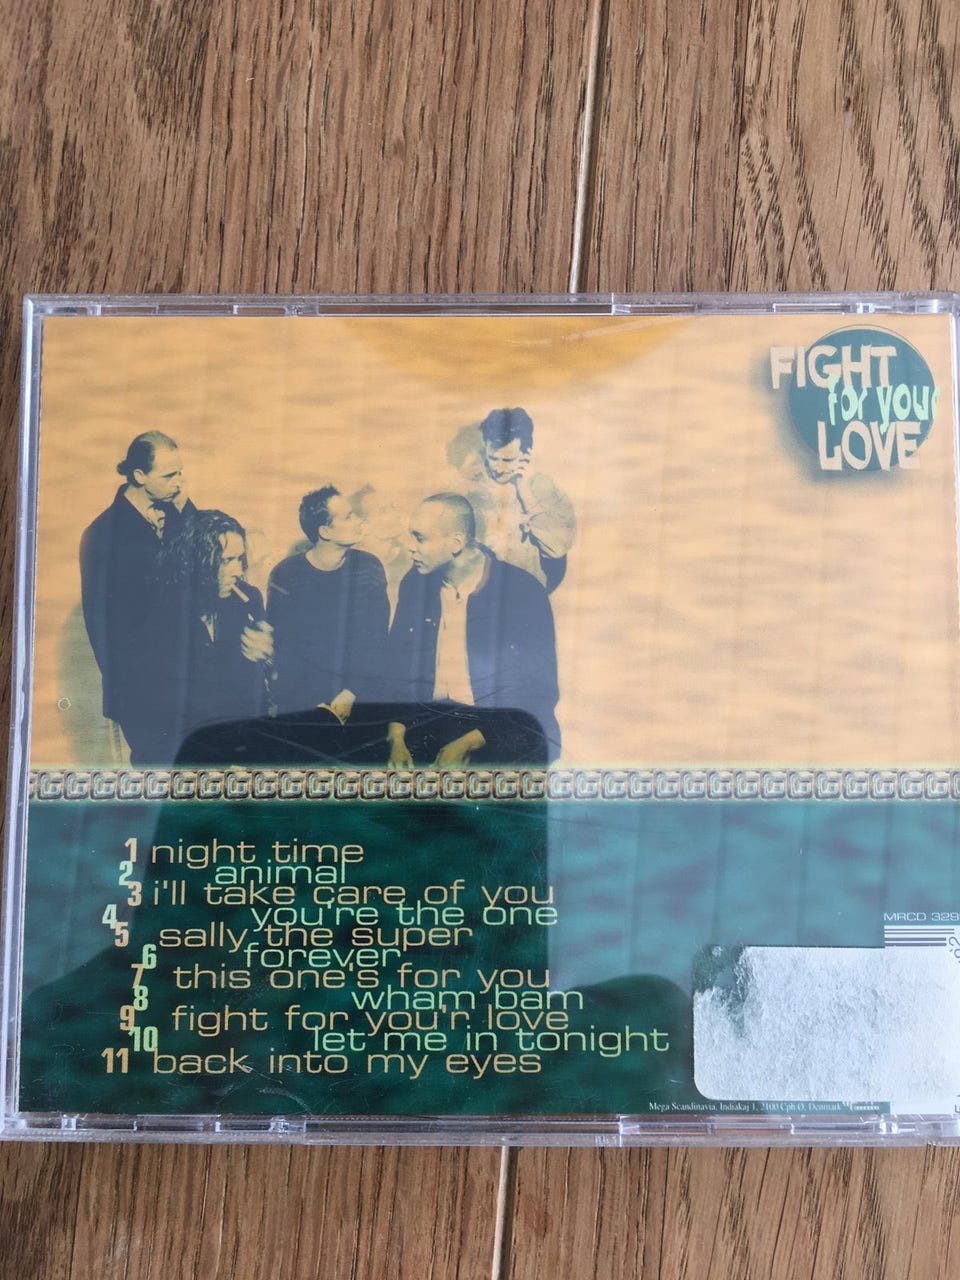 FIGHT
for your
LOVE
1 night time
2 animal
3 i'll take care of you
4 you're the one
5 sally the super
6 forever
7 this one's for you
8 wham bam
9 fight for you'r love
10 let me in tonight
11 back into my eyes
MRCD 329
Mega Scandinavia, Indiakaj 1, 2100 Cph Ø, Denmark